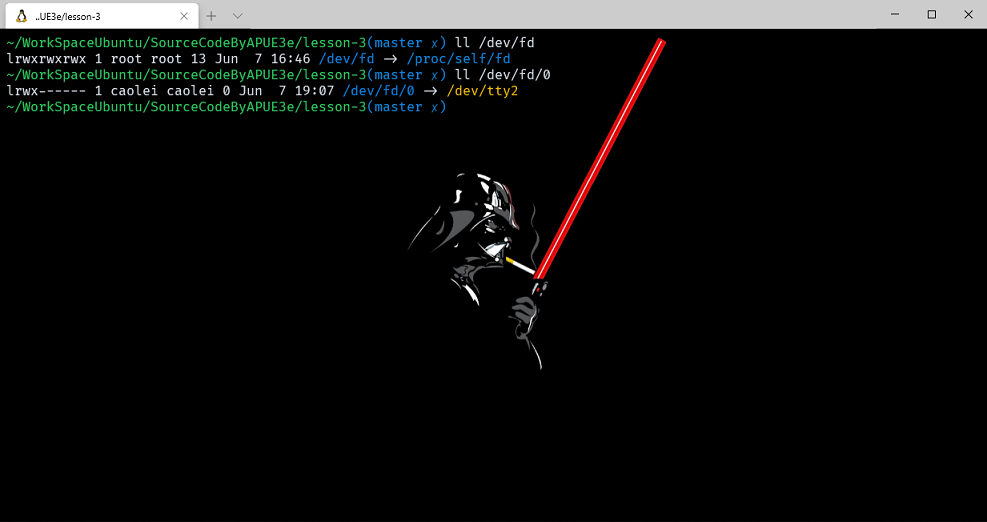 ..UE3e/lesson-3
~/WorkSpaceUbuntu/SourceCodeByAPUE3e/lesson-3(master x) ll /dev/fd
lrwxrwxrwx 1 root root 13 Jun  7 16:46 /dev/fd → /proc/self/fd
~/WorkSpaceUbuntu/SourceCodeByAPUE3e/lesson-3(master x) ll /dev/fd/0
lrwx------ 1 caolei caolei 0 Jun  7 19:07 /dev/fd/0 → /dev/tty2
~/WorkSpaceUbuntu/SourceCodeByAPUE3e/lesson-3(master x)